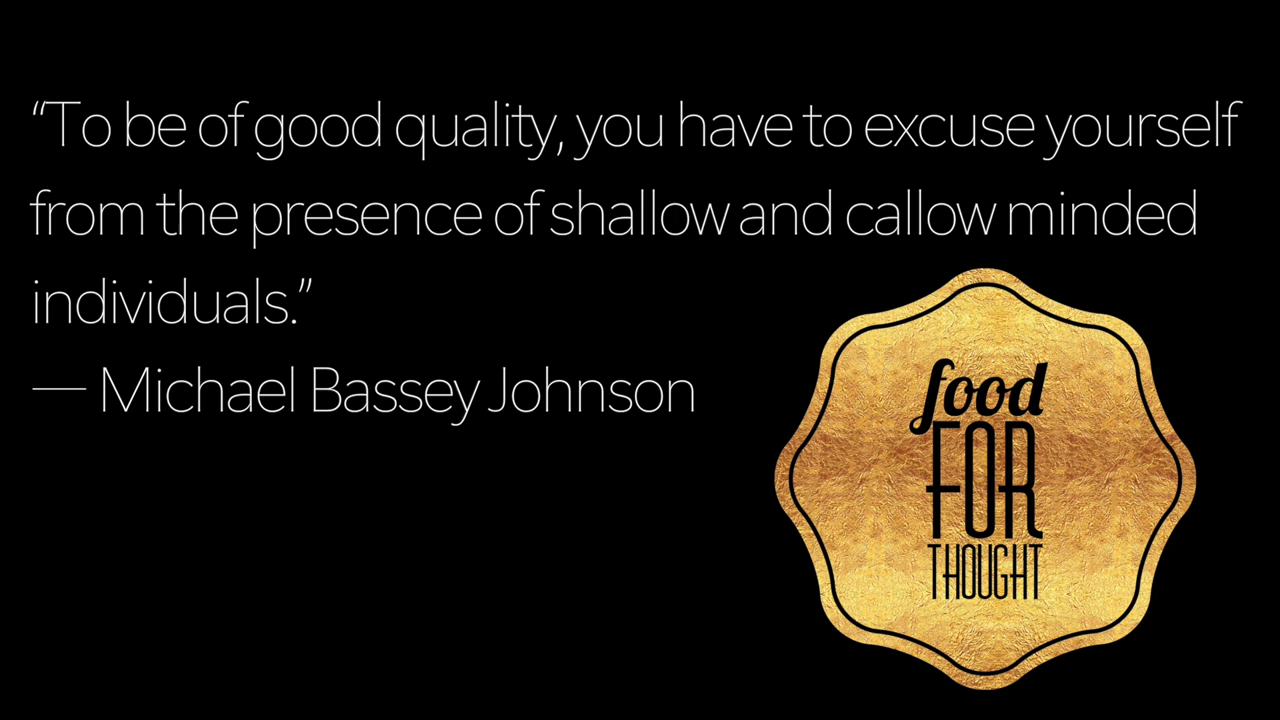 “To be of good quality, you have to excuse yourself
from the presence of shallow and callow minded
individuals.”
— Michael Bassey Johnson
food
FOR
THOUGHT